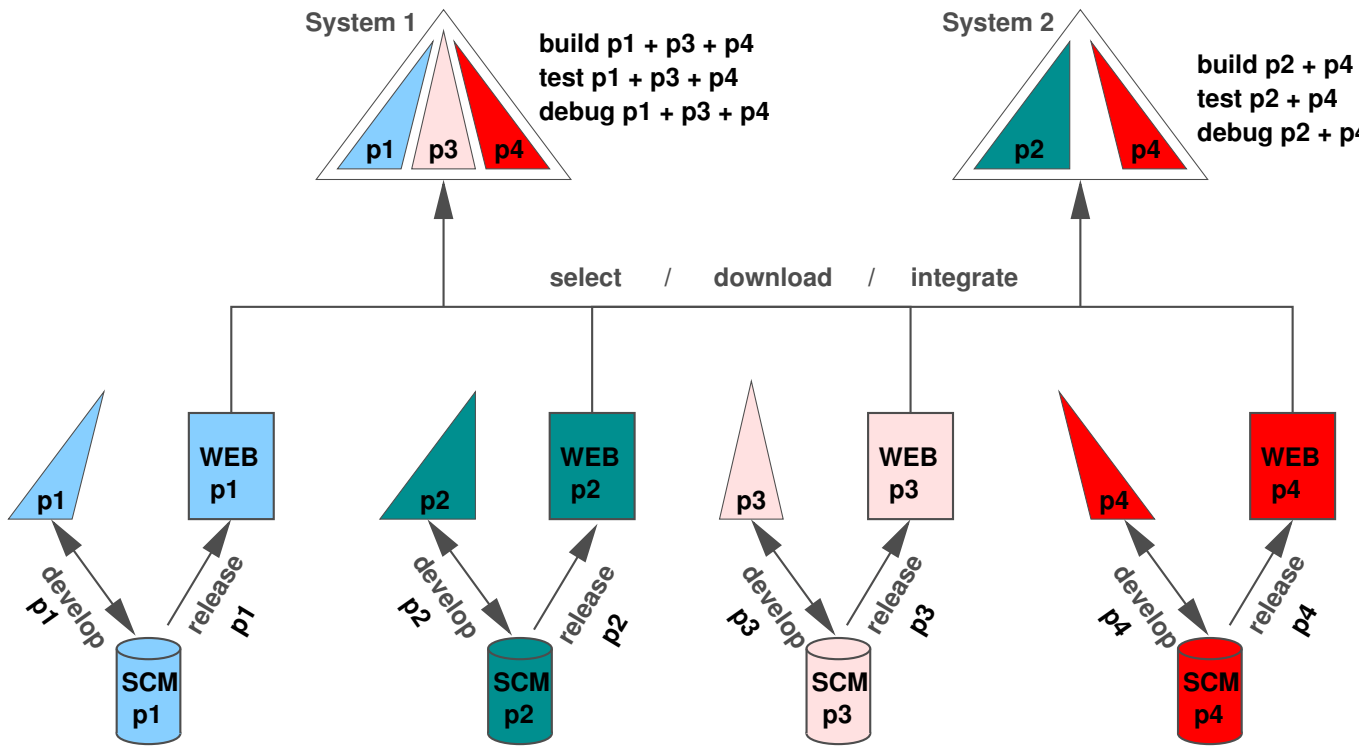 System 1
build p1 + p3 + p4
test p1 + p3 + p4
debug p1 + p3 + p4
p1
p3
p4
System 2
build p2 + p4
test p2 + p4
debug p2 + p4
p2
p4
select / download / integrate
p1
WEB
p1
p2
WEB
p2
p3
WEB
p3
p4
WEB
p4
develop
p1
release
p1
develop
p2
release
p2
develop
p3
release
p3
develop
p4
release
p4
SCM
p1
SCM
p2
SCM
p3
SCM
p4